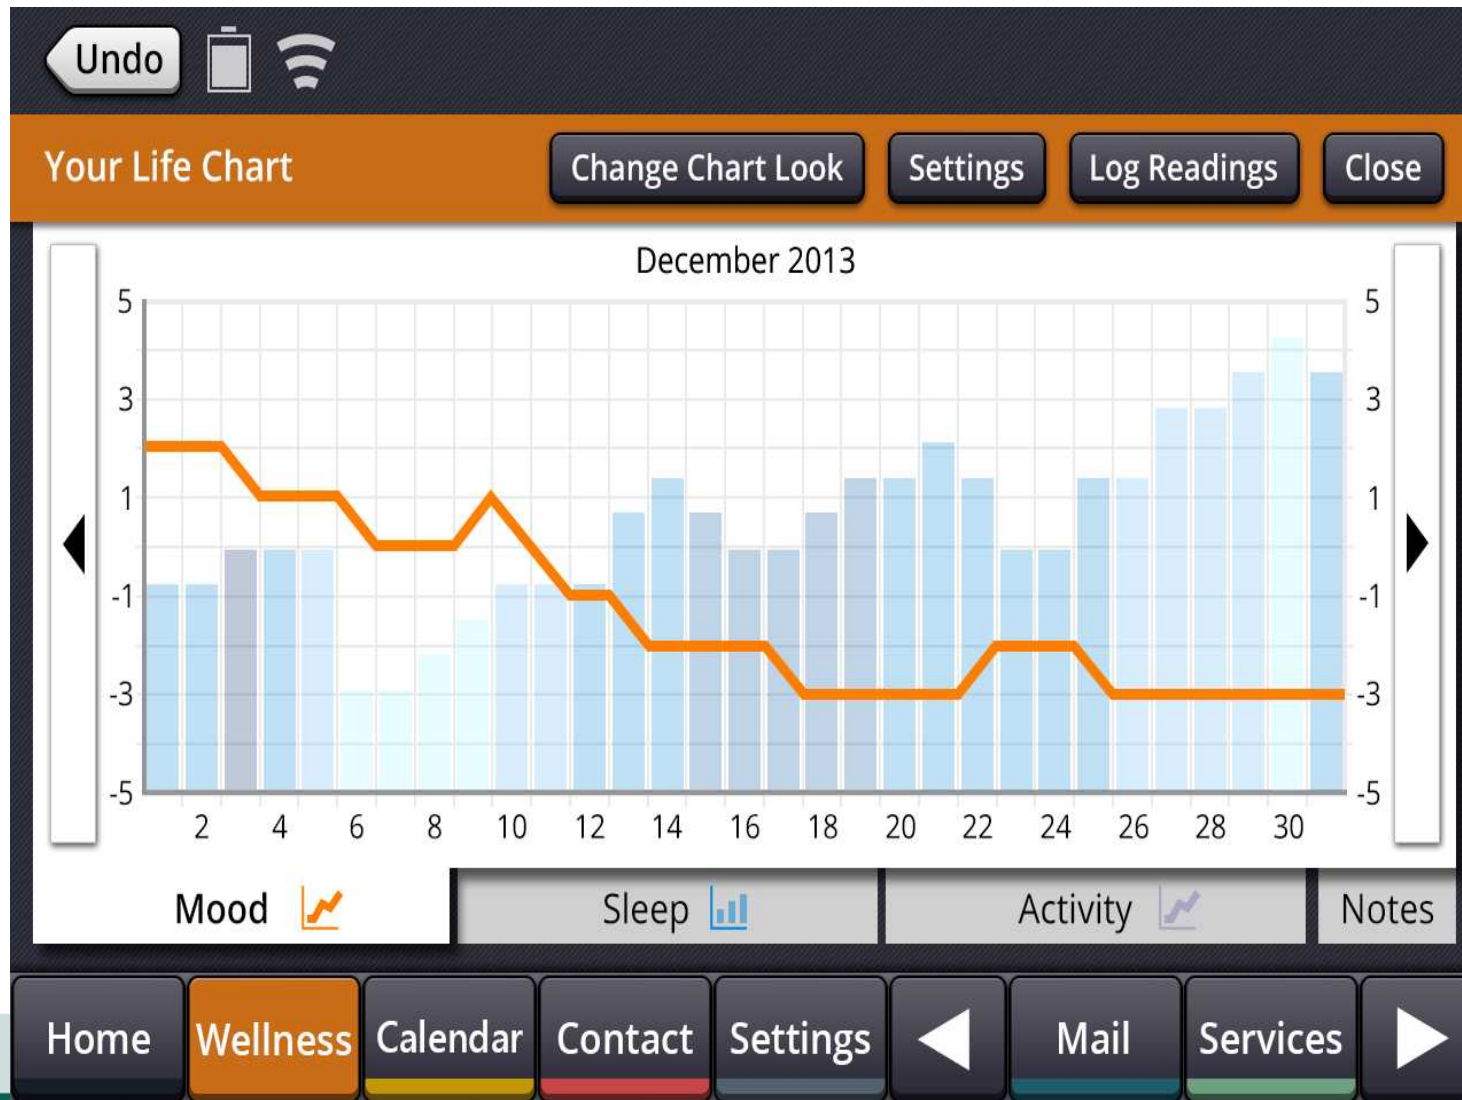 Undo
Your Life Chart Change Chart Look Settings Log Readings Close
December 2013
5 5
3 3
1 1
-1 -1
-3 -3
-5 -5
2 4 6 8 10 12 14 16 18 20 22 24 26 28 30
Mood Sleep Activity Notes
Home Wellness Calendar Contact Settings Mail Services